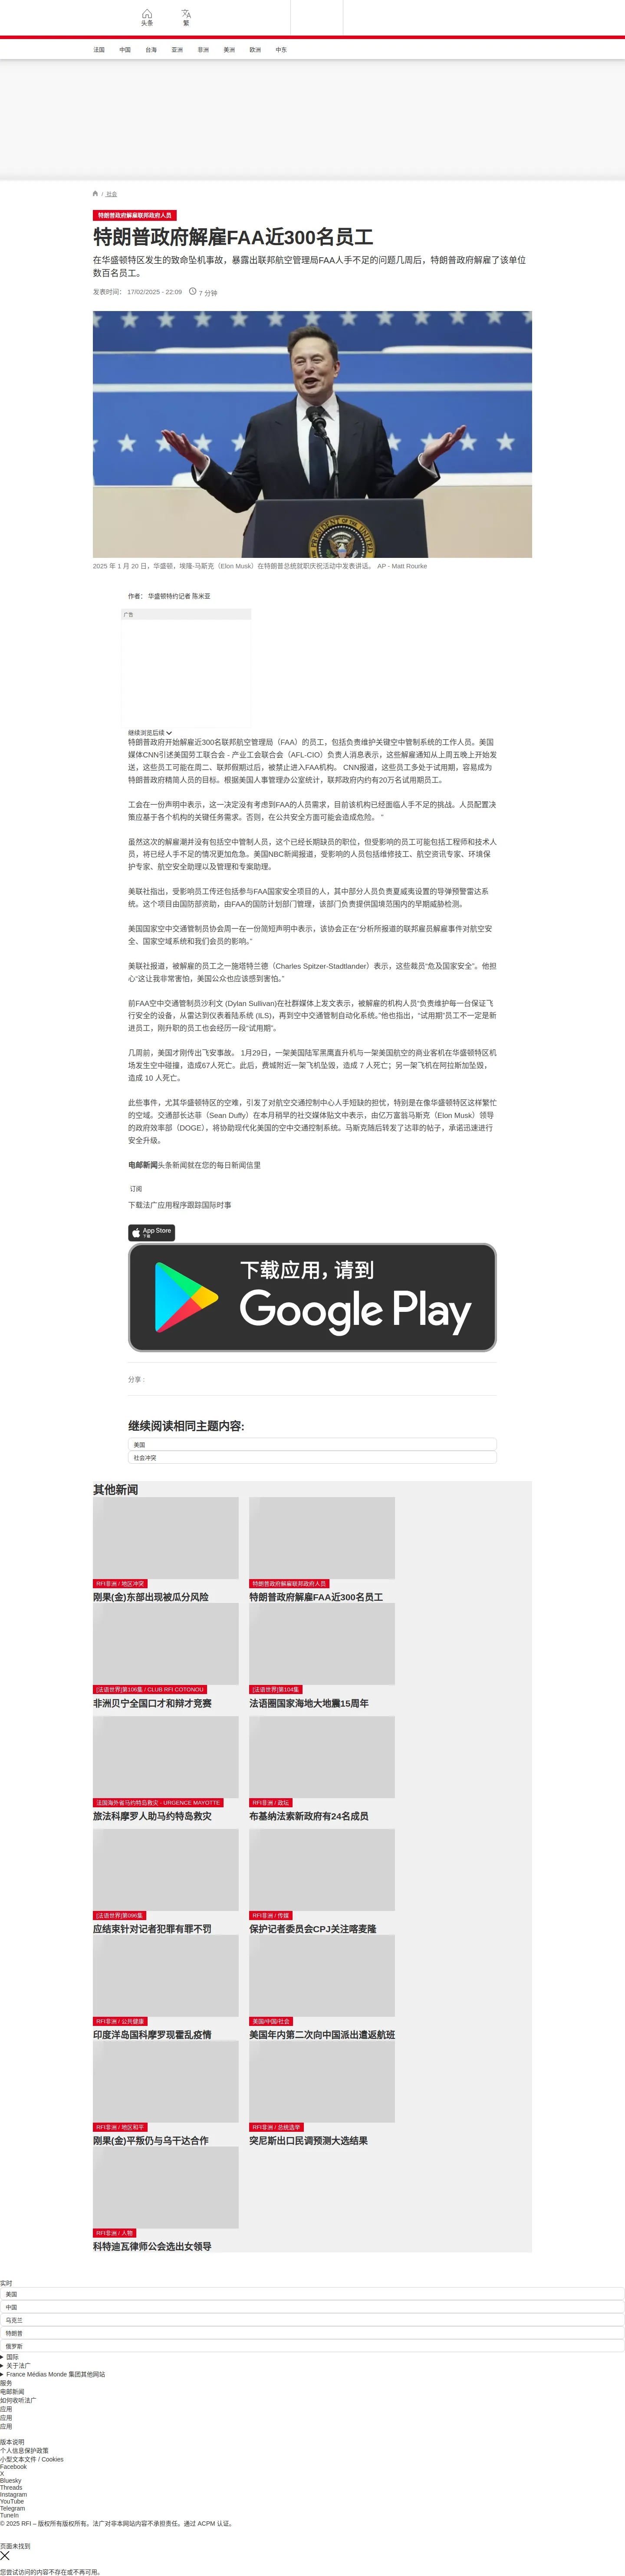 头条
繁
法国
中国
台海
亚洲
非洲
美洲
欧洲
中东
/ 社会
特朗普政府解雇联邦政府人员
特朗普政府解雇FAA近300名员工
在华盛顿特区发生的致命坠机事故，暴露出联邦航空管理局FAA人手不足的问题几周后，特朗普政府解雇了该单位
数百名员工。
发表时间： 17/02/2025 - 22:09
7 分钟
2025 年 1 月 20 日，华盛顿，埃隆·马斯克（Elon Musk）在特朗普总统就职庆祝活动中发表讲话。 AP - Matt Rourke
作者： 华盛顿特约记者 陈米亚
广告
继续浏览后续
特朗普政府开始解雇近300名联邦航空管理局（FAA）的员工，包括负责维护关键空中管制系统的工作人员。美国
媒体CNN引述美国劳工联合会 - 产业工会联合会（AFL-CIO）负责人消息表示，这些解雇通知从上周五晚上开始发
送，这些员工可能在周二、联邦假期过后，被禁止进入FAA机构。 CNN报道，这些员工多处于试用期，容易成为
特朗普政府精简人员的目标。根据美国人事管理办公室统计，联邦政府内约有20万名试用期员工。
工会在一份声明中表示，这一决定没有考虑到FAA的人员需求，目前该机构已经面临人手不足的挑战。人员配置决
策应基于各个机构的关键任务需求。否则，在公共安全方面可能会造成危险。 “
虽然这次的解雇潮并没有包括空中管制人员，这个已经长期缺员的职位，但受影响的员工可能包括工程师和技术人
员，将已经人手不足的情况更加危急。美国NBC新闻报道，受影响的人员包括维修技工、航空资讯专家、环境保
护专家、航空安全助理以及管理和专案助理。
美联社指出，受影响员工传还包括参与FAA国家安全项目的人，其中部分人员负责夏威夷设置的导弹预警雷达系
统。这个项目由国防部资助，由FAA的国防计划部门管理，该部门负责提供国境范围内的早期威胁检测。
美国国家空中交通管制员协会周一在一份简短声明中表示，该协会正在“分析所报道的联邦雇员解雇事件对航空安
全、国家空域系统和我们会员的影响。”
美联社报道，被解雇的员工之一施塔特兰德（Charles Spitzer-Stadtlander）表示，这些裁员“危及国家安全”。他担
心“这让我非常害怕，美国公众也应该感到害怕。”
前FAA空中交通管制员沙利文 (Dylan Sullivan)在社群媒体上发文表示，被解雇的机构人员“负责维护每一台保证飞
行安全的设备，从雷达到仪表着陆系统 (ILS)，再到空中交通管制自动化系统。”他也指出，“试用期”员工不一定是新
进员工，刚升职的员工也会经历一段“试用期”。
几周前，美国才刚传出飞安事故。 1月29日，一架美国陆军黑鹰直升机与一架美国航空的商业客机在华盛顿特区机
场发生空中碰撞，造成67人死亡。此后，费城附近一架飞机坠毁，造成 7 人死亡；另一架飞机在阿拉斯加坠毁，
造成 10 人死亡。
此些事件，尤其华盛顿特区的空难，引发了对航空交通控制中心人手短缺的担忧，特别是在像华盛顿特区这样繁忙
的空域。交通部长达菲（Sean Duffy）在本月稍早的社交媒体贴文中表示，由亿万富翁马斯克（Elon Musk）领导
的政府效率部（DOGE），将协助现代化美国的空中交通控制系统。马斯克随后转发了达菲的帖子，承诺迅速进行
安全升级。
电邮新闻头条新闻就在您的每日新闻信里
订阅
下载法广应用程序跟踪国际时事
App Store
下载
下载应用，请到
Google Play
分享 :
继续阅读相同主题内容:
美国
社会冲突
其他新闻
RFI非洲 / 地区冲突
刚果(金)东部出现被瓜分风险
特朗普政府解雇联邦政府人员
特朗普政府解雇FAA近300名员工
[法语世界]第106集 / CLUB RFI COTONOU
非洲贝宁全国口才和辩才竞赛
[法语世界]第104集
法语圈国家海地大地震15周年
法国海外省马约特岛救灾 - URGENCE MAYOTTE
旅法科摩罗人助马约特岛救灾
RFI非洲 / 政坛
布基纳法索新政府有24名成员
[法语世界]第096集
应结束针对记者犯罪有罪不罚
RFI非洲 / 传媒
保护记者委员会CPJ关注喀麦隆
RFI非洲 / 公共健康
印度洋岛国科摩罗现霍乱疫情
美国/中国/社会
美国年内第二次向中国派出遣返航班
RFI非洲 / 地区和平
刚果(金)平叛仍与乌干达合作
RFI非洲 / 总统选举
突尼斯出口民调预测大选结果
RFI非洲 / 人物
科特迪瓦律师公会选出女领导
实时
美国
中国
乌克兰
特朗普
俄罗斯
国际
关于法广
France Médias Monde 集团其他网站
服务
电邮新闻
如何收听法广
应用
应用
应用
版本说明
个人信息保护政策
小型文本文件 / Cookies
Facebook
X
Bluesky
Threads
Instagram
YouTube
Telegram
TuneIn
© 2025 RFI – 版权所有版权所有。法广对非本网站内容不承担责任。通过 ACPM 认证。
页面未找到
您尝试访问的内容不存在或不再可用。